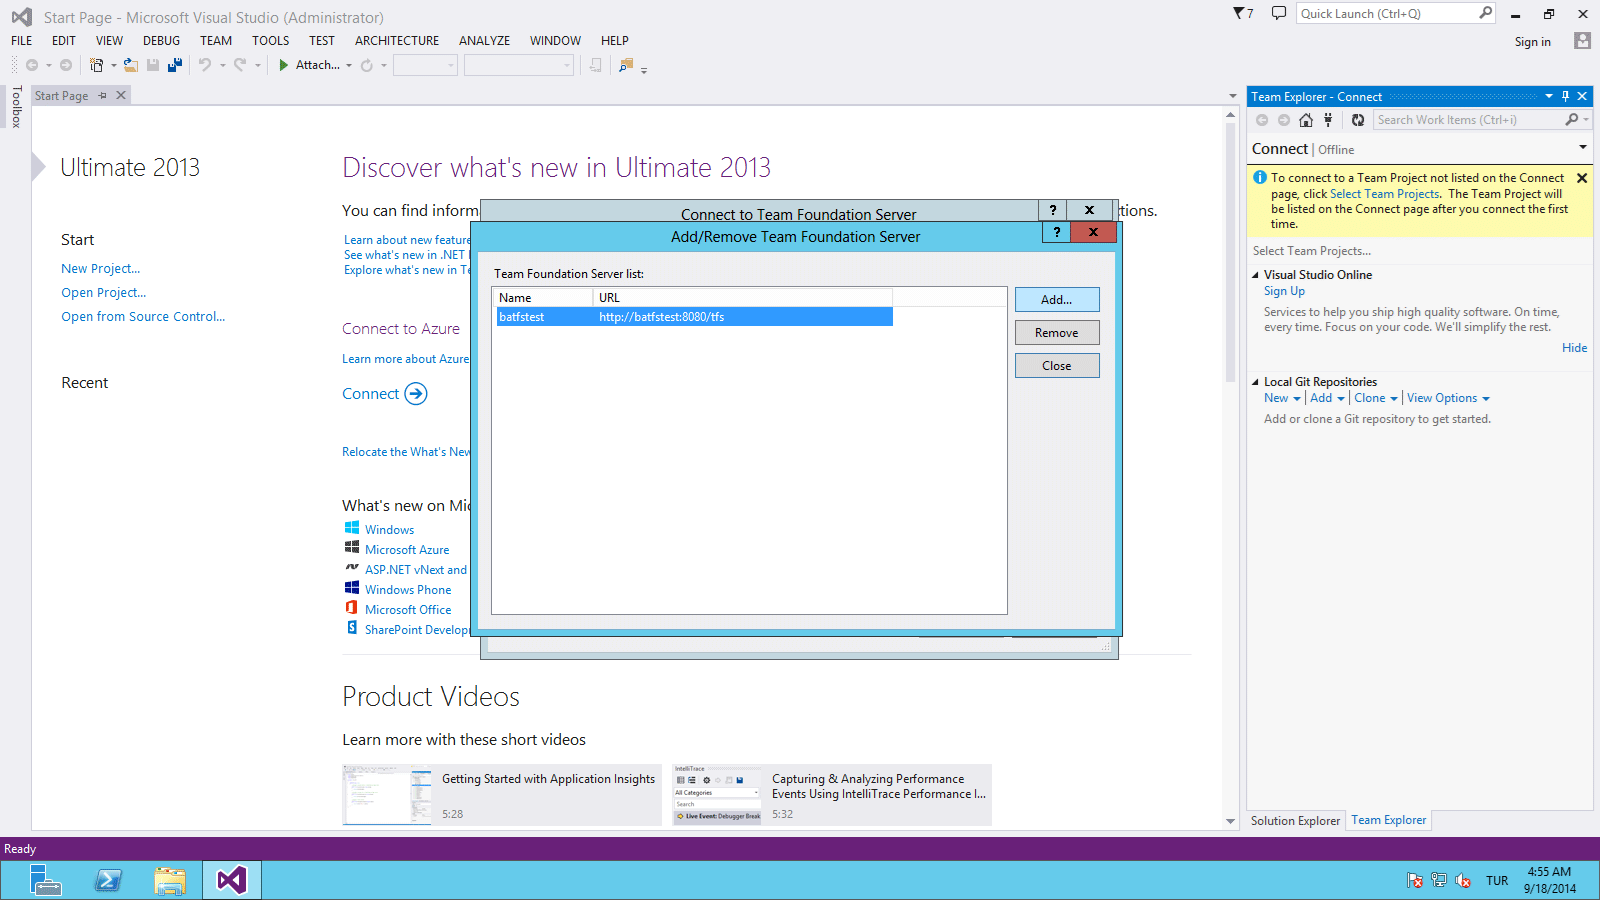 Start Page - Microsoft Visual Studio (Administrator)
7
Quick Launch (Ctrl+Q)
FILE EDIT VIEW DEBUG TEAM TOOLS TEST ARCHITECTURE ANALYZE WINDOW HELP
Sign in
Attach...
Toolbox
Start Page
Ultimate 2013
Start
New Project...
Open Project...
Open from Source Control...
Recent
Discover what's new in Ultimate 2013
You can find inform
tions.
Learn about new feature
See what's new in .NET
Explore what's new in Te
Connect to Azure
Learn more about Azure
Connect
Relocate the What's New
What's new on Mic
Windows
Microsoft Azure
ASP.NET vNext and
Windows Phone
Microsoft Office
SharePoint Develop
Product Videos
Learn more with these short videos
Getting Started with Application Insights
5:28
IntelliTrace
All Categories
Search
Live Event: Debugger Break
Capturing & Analyzing Performance
Events Using IntelliTrace Performance I...
5:32
Connect to Team Foundation Server
? x
Add/Remove Team Foundation Server
? x
Team Foundation Server list:
Name URL
batfstest http://batfstest:8080/tfs
Add...
Remove
Close
Team Explorer - Connect
Search Work Items (Ctrl+i)
Connect | Offline
To connect to a Team Project not listed on the Connect
page, click Select Team Projects. The Team Project will
be listed on the Connect page after you connect the first
time.
Select Team Projects...
Visual Studio Online
Sign Up
Services to help you ship high quality software. On time,
every time. Focus on your code. We'll simplify the rest.
Hide
Local Git Repositories
New | Add | Clone | View Options
Add or clone a Git repository to get started.
Solution Explorer Team Explorer
Ready
TUR
4:55 AM
9/18/2014